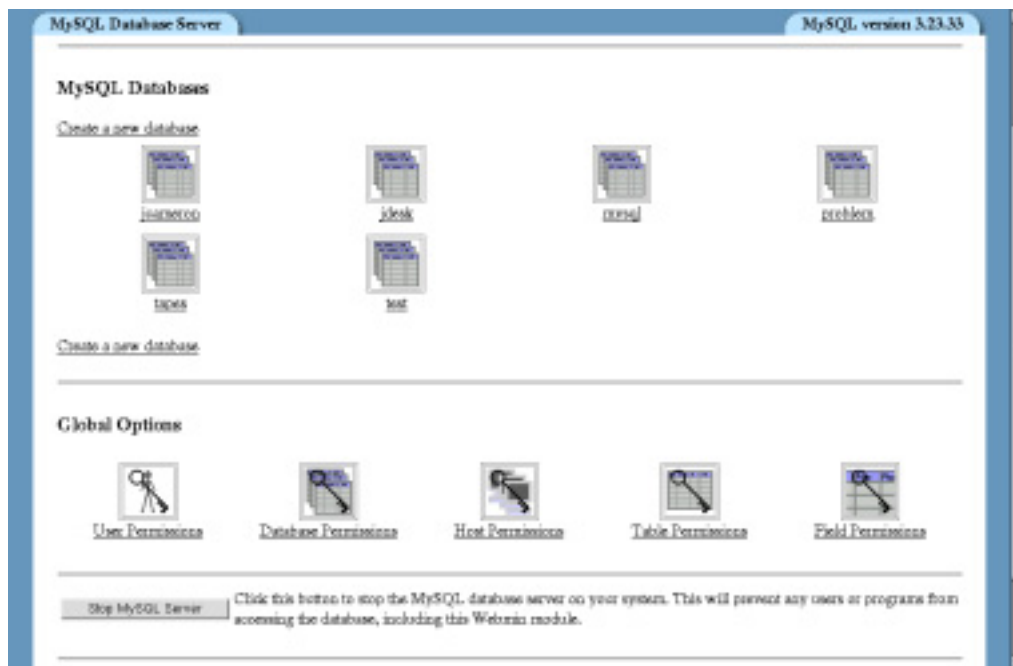 MySQL Database Server
MySQL version 3.23.33
MySQL Databases
Create a new database
jcameron
jdesk
mysql
problem
tapes
test
Create a new database
Global Options
User Permissions
Database Permissions
Host Permissions
Table Permissions
Field Permissions
Stop MySQL Server
Click this button to stop the MySQL database server on your system. This will prevent any users or programs from
accessing the database, including this Webmin module.